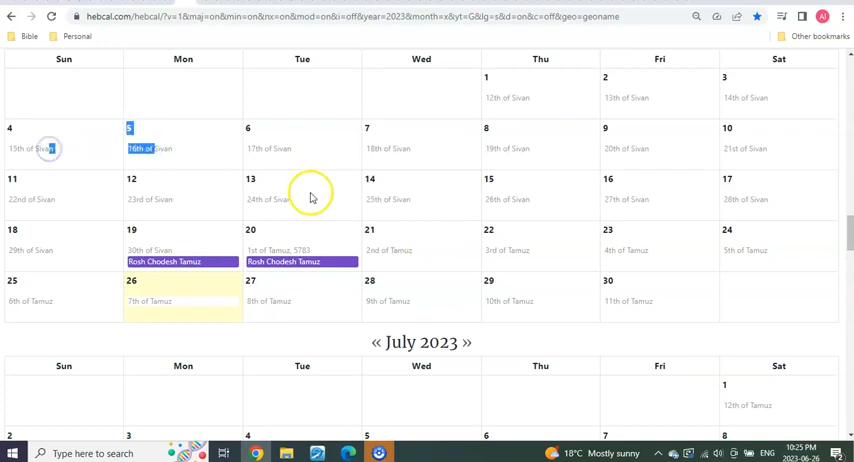 hebcal.com/hebcal/?v=1&maj=on&min=on&nx=on&mod=on&i=off&year=2023&month=x&yt=G&lg=s&d=on&c=off&geo=geoname
Al
Bible Personal Other bookmarks
Sun Mon Tue Wed Thu Fri Sat
1 2 3
12th of Sivan 13th of Sivan 14th of Sivan
4 5 6 7 8 9 10
15th of Sivan 16th of Sivan 17th of Sivan 18th of Sivan 19th of Sivan 20th of Sivan 21st of Sivan
11 12 13 14 15 16 17
22nd of Sivan 23rd of Sivan 24th of Sivan 25th of Sivan 26th of Sivan 27th of Sivan 28th of Sivan
18 19 20 21 22 23 24
29th of Sivan 30th of Sivan 1st of Tamuz, 5783 2nd of Tamuz 3rd of Tamuz 4th of Tamuz 5th of Tamuz
Rosh Chodesh Tamuz Rosh Chodesh Tamuz
25 26 27 28 29 30
6th of Tamuz 7th of Tamuz 8th of Tamuz 9th of Tamuz 10th of Tamuz 11th of Tamuz
« July 2023 »
Sun Mon Tue Wed Thu Fri Sat
1
12th of Tamuz
2 3 4 5 6 7 8
Type here to search
18°C Mostly sunny
ENG
10:25 PM
2023-06-26
2